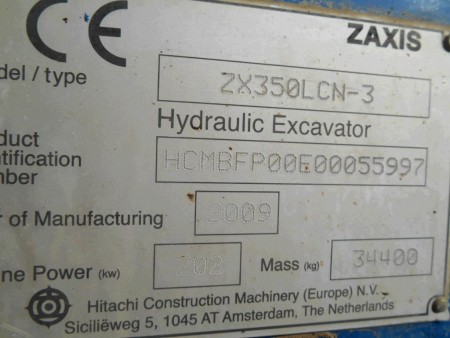 CE ZAXIS
del / type ZX350LCN-3
Hydraulic Excavator
duct
ntification HCMBFP00E00055997
mber
r of Manufacturing 2009
ne Power (kw) 202 Mass (kg) 34400
Hitachi Construction Machinery (Europe) N.V.
Siciliëweg 5, 1045 AT Amsterdam, The Netherlands